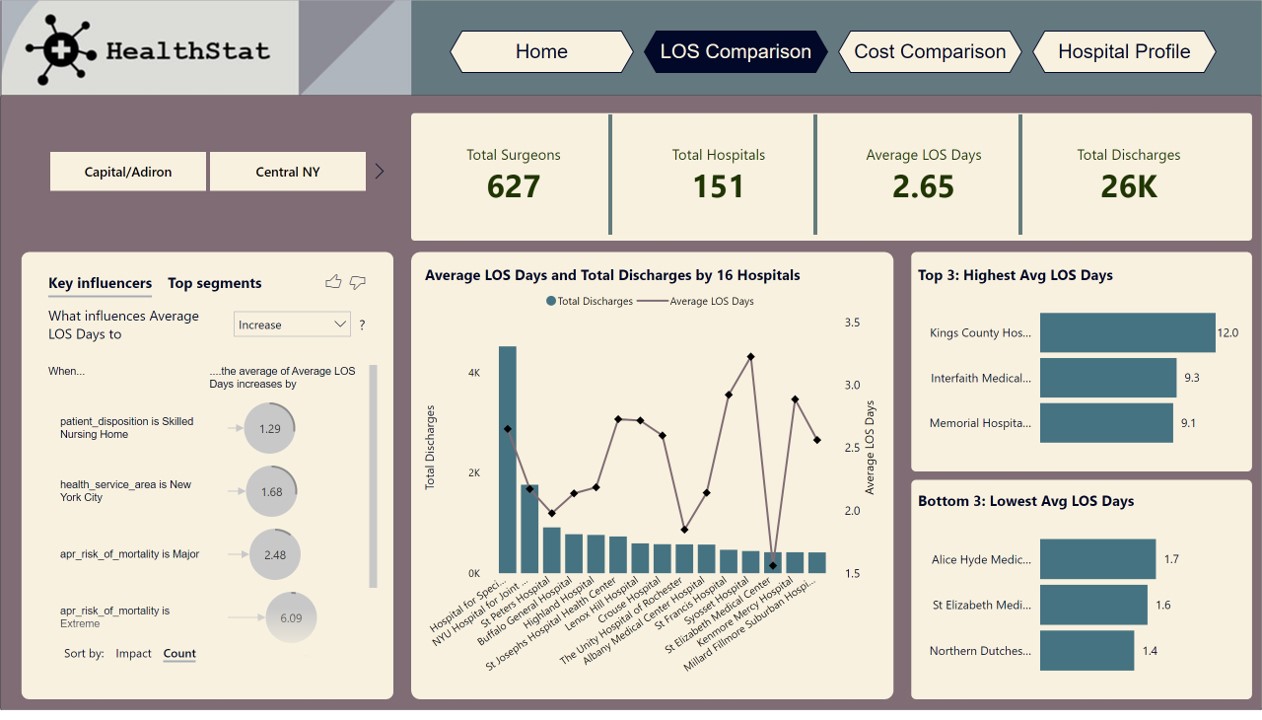 HealthStat
Home
LOS Comparison
Cost Comparison
Hospital Profile
Capital/Adiron
Central NY
Total Surgeons
627
Total Hospitals
151
Average LOS Days
2.65
Total Discharges
26K
Key influencers
Top segments
What influences Average
LOS Days to
Increase
?
When...
....the average of Average LOS
Days increases by
patient_disposition is Skilled
Nursing Home
1.29
health_service_area is New
York City
1.68
apr_risk_of_mortality is Major
2.48
apr_risk_of_mortality is
Extreme
6.09
Sort by:
Impact
Count
Average LOS Days and Total Discharges by 16 Hospitals
Total Discharges
Average LOS Days
Total Discharges
4K
2K
0K
3.5
3.0
2.5
2.0
1.5
Average LOS Days
Hospital for Speci...
NYU Hospital for Joint ...
St Peters Hospital
Buffalo General Hospital
Highland Hospital
St Josephs Hospital Health Center
Lenox Hill Hospital
Crouse Hospital
The Unity Hospital of Rochester
Albany Medical Center Hospital
St Francis Hospital
Syosset Hospital
St Elizabeth Medical Center
Kenmore Mercy Hospital
Millard Fillmore Suburban Hospi...
Top 3: Highest Avg LOS Days
Kings County Hos...
12.0
Interfaith Medical...
9.3
Memorial Hospita...
9.1
Bottom 3: Lowest Avg LOS Days
Alice Hyde Medic...
1.7
St Elizabeth Medi...
1.6
Northern Dutches...
1.4